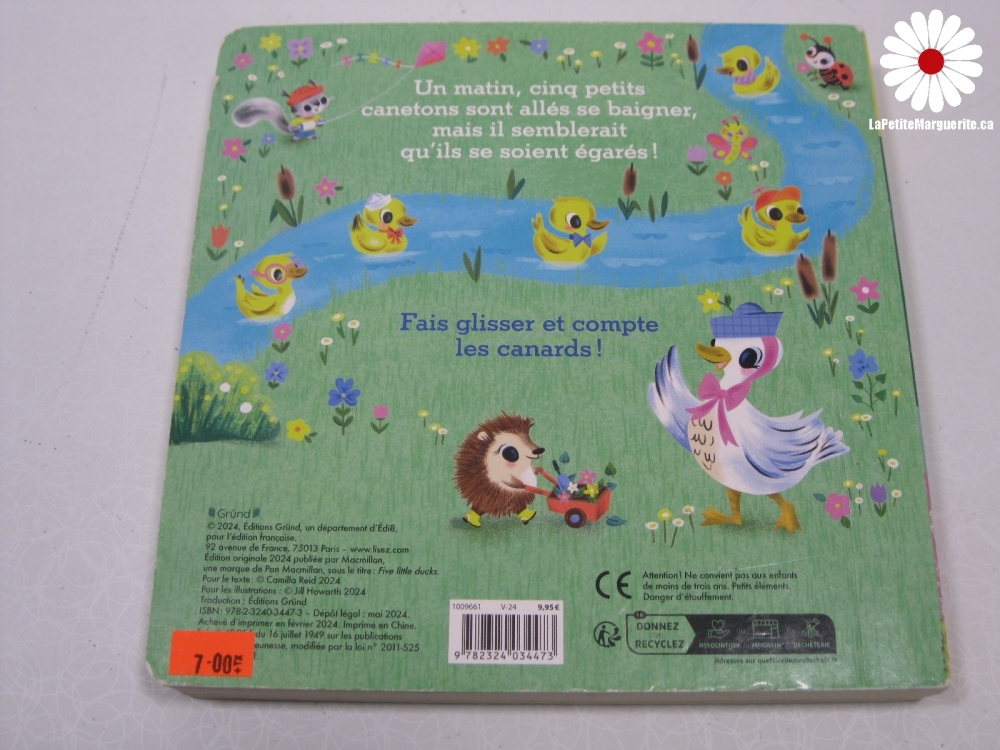 LaPetiteMarguerite.ca
Un matin, cinq petits
canetons sont allés se baigner,
mais il semblerait
qu'ils se soient égarés !
Fais glisser et compte
les canards !
Gründ
© 2024, Éditions Gründ, un département d'Édi8,
pour l'édition française.
92 avenue de France, 75013 Paris – www.lisez.com
Édition originale 2024 publiée par Macmillan,
une marque de Pan Macmillan, sous le titre : Five little ducks.
Pour le texte : © Camilla Reid 2024
Pour les illustrations : © Jill Howarth 2024
Traduction : Éditions Gründ
ISBN : 978-2-3240-3447-3 – Dépôt légal : mai 2024.
Achevé d'imprimer en février 2024. Imprimé en Chine.
du 16 juillet 1949 sur les publications
jeunesse, modifiée par la loi n° 2011-525
7-00
1009661 V-24 9,95€
9 782324 034473
CE
Attention ! Ne convient pas aux enfants
de moins de trois ans. Petits éléments.
Danger d'étouffement.
DONNEZ
OU
RECYCLEZ
ASSOCIATION MAGASIN DÉCHÈTERIE
Adresses sur quefairedemesdechets.fr